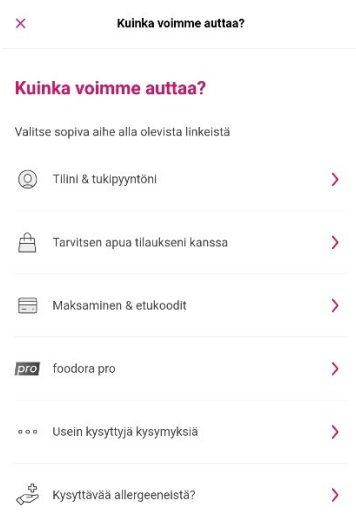 Kuinka voimme auttaa?
Kuinka voimme auttaa?
Valitse sopiva aihe alla olevista linkeistä
Tilini & tukipyyntöni
Tarvitsen apua tilaukseni kanssa
Maksaminen & etukoodit
pro foodora pro
Usein kysyttyjä kysymyksiä
Kysyttävää allergeeneistä?